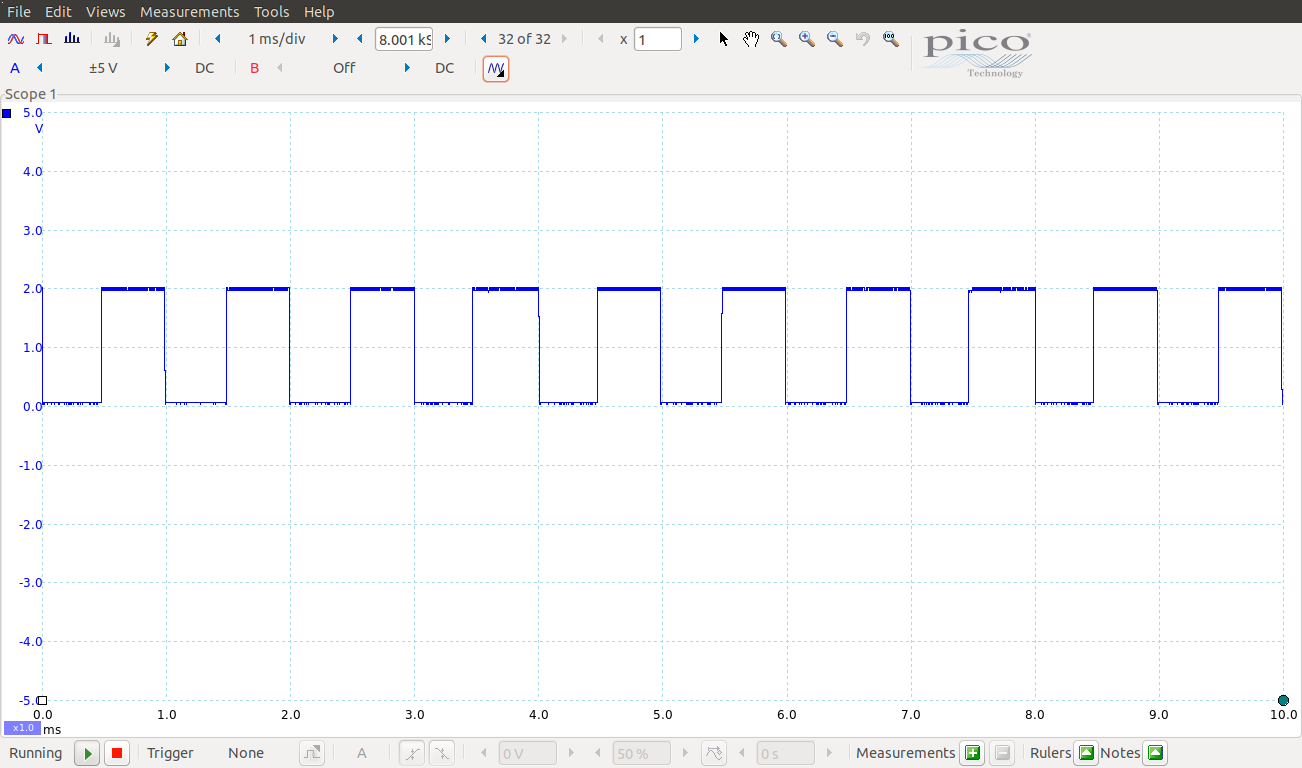 File Edit Views Measurements Tools Help
1 ms/div 8.001 kS 32 of 32 x 1
pico
Technology
A ±5 V DC B Off DC
Scope 1
5.0
V
4.0
3.0
2.0
1.0
0.0
-1.0
-2.0
-3.0
-4.0
-5.0
0.0 1.0 2.0 3.0 4.0 5.0 6.0 7.0 8.0 9.0 10.0
x1.0 ms
Running Trigger None A 0 V 50 % 0 s Measurements Rulers Notes